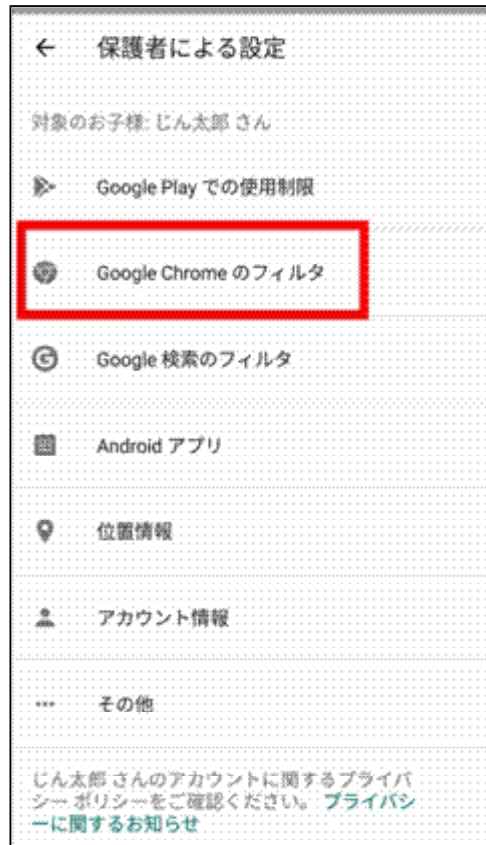 保護者による設定
対象のお子様: じん太郎 さん
Google Play での使用制限
Google Chrome のフィルタ
Google 検索のフィルタ
Android アプリ
位置情報
アカウント情報
その他
じん太郎 さんのアカウントに関するプライバ
シー ポリシーをご確認ください。 プライバシ
ーに関するお知らせ